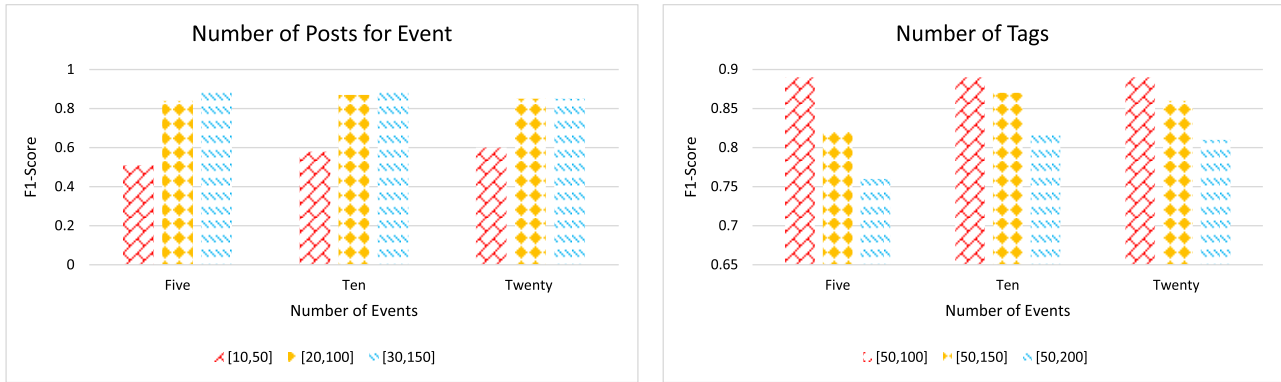 Number of Posts for Event
1
0.8
0.6
0.4
0.2
0
F1-Score
Five Ten Twenty
Number of Events
[10,50] [20,100] [30,150]
Number of Tags
0.9
0.85
0.8
0.75
0.7
0.65
F1-Score
Five Ten Twenty
Number of Events
[50,100] [50,150] [50,200]